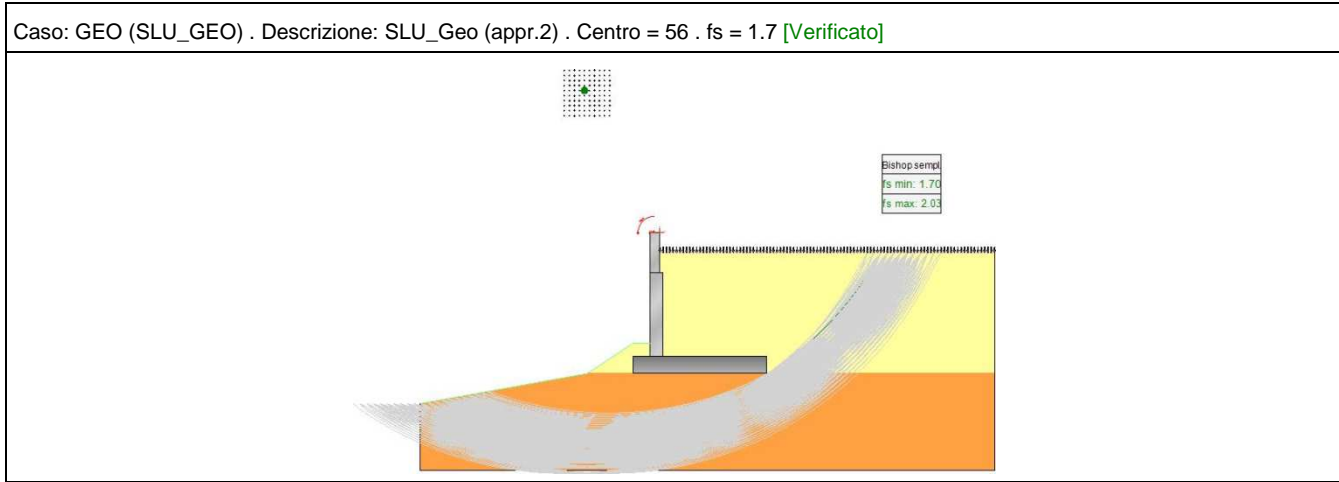 Caso: GEO (SLU_GEO) . Descrizione: SLU_Geo (appr.2) . Centro = 56 . fs = 1.7 [Verificato]
Bishop sempl.
fs min: 1.70
fs max: 2.03